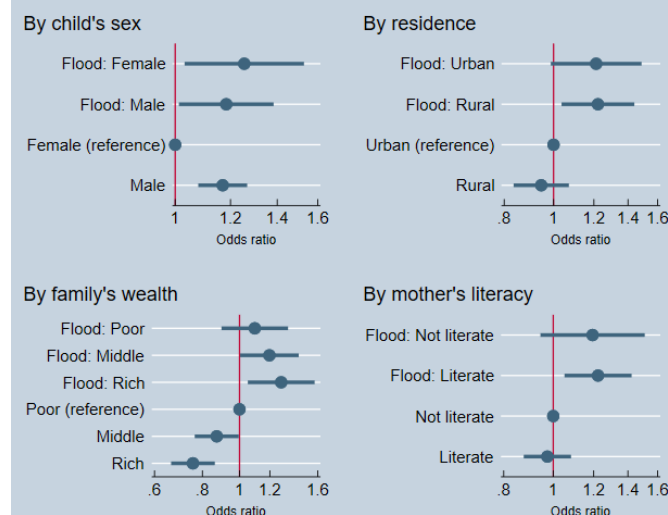 By child's sex
Flood: Female
Flood: Male
Female (reference)
Male
1 1.2 1.4 1.6
Odds ratio
By residence
Flood: Urban
Flood: Rural
Urban (reference)
Rural
.8 1 1.2 1.4 1.6
Odds ratio
By family's wealth
Flood: Poor
Flood: Middle
Flood: Rich
Poor (reference)
Middle
Rich
.6 .8 1 1.2 1.6
Odds ratio
By mother's literacy
Flood: Not literate
Flood: Literate
Not literate
Literate
.8 1 1.2 1.4 1.6
Odds ratio